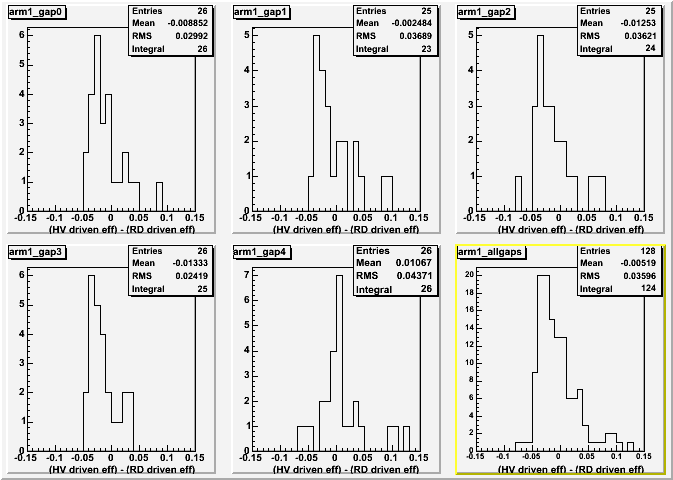 arm1_gap0
Entries 26
Mean -0.008852
RMS 0.02992
Integral 26
6
5
4
3
2
1
0
-0.15 -0.1 -0.05 0 0.05 0.1 0.15
(HV driven eff) - (RD driven eff)
arm1_gap1
Entries 25
Mean -0.002484
RMS 0.03689
Integral 23
5
4
3
2
1
0
-0.15 -0.1 -0.05 0 0.05 0.1 0.15
(HV driven eff) - (RD driven eff)
arm1_gap2
Entries 25
Mean -0.01253
RMS 0.03621
Integral 24
5
4
3
2
1
0
-0.15 -0.1 -0.05 0 0.05 0.1 0.15
(HV driven eff) - (RD driven eff)
arm1_gap3
Entries 26
Mean -0.01333
RMS 0.02419
Integral 25
6
5
4
3
2
1
0
-0.15 -0.1 -0.05 0 0.05 0.1 0.15
(HV driven eff) - (RD driven eff)
arm1_gap4
Entries 26
Mean 0.01067
RMS 0.04371
Integral 26
7
6
5
4
3
2
1
0
-0.15 -0.1 -0.05 0 0.05 0.1 0.15
(HV driven eff) - (RD driven eff)
arm1_allgaps
Entries 128
Mean -0.00519
RMS 0.03596
Integral 124
20
18
16
14
12
10
8
6
4
2
0
-0.15 -0.1 -0.05 0 0.05 0.1 0.15
(HV driven eff) - (RD driven eff)